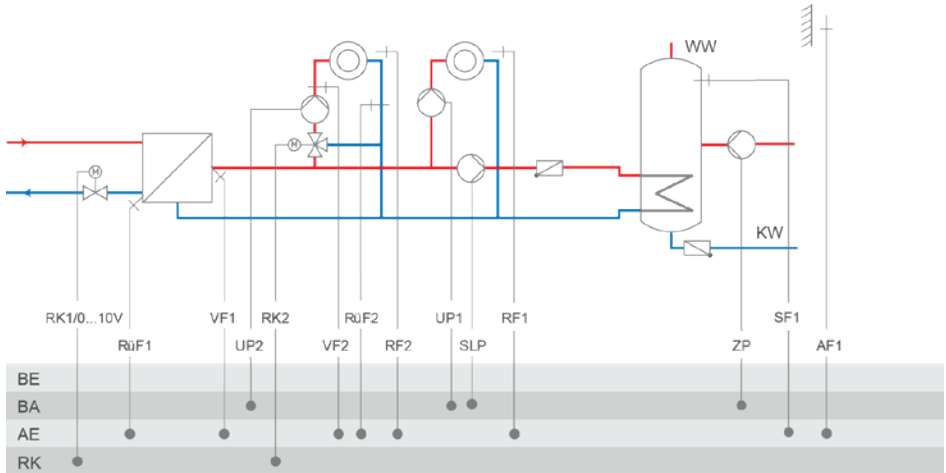 WW
M
M
KW
RK1/0...10V VF1 RK2 RüF2 UP1 RF1 SF1
RüF1 UP2 VF2 RF2 SLP ZP AF1
BE
BA
AE
RK